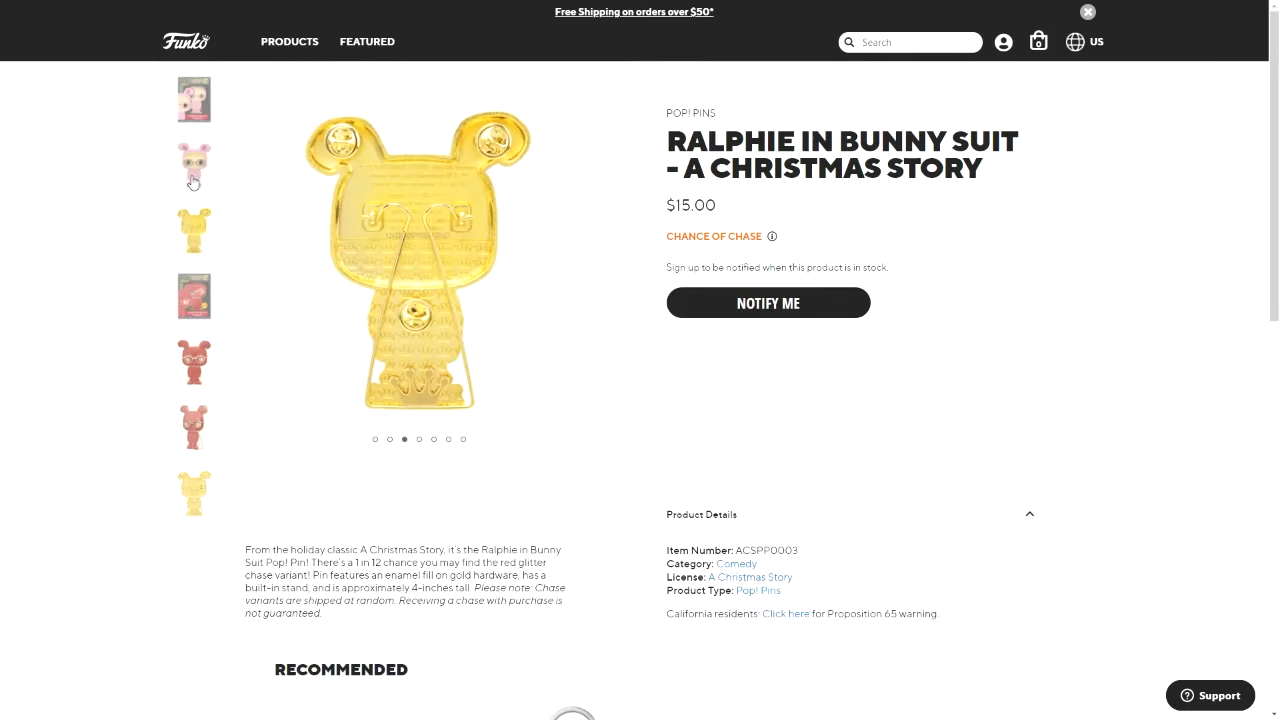 Free Shipping on orders over $50*
Funko
PRODUCTS
FEATURED
Search
0
US
POP! PINS
RALPHIE IN BUNNY SUIT
- A CHRISTMAS STORY
$15.00
CHANCE OF CHASE
Sign up to be notified when this product is in stock.
NOTIFY ME
Product Details
From the holiday classic A Christmas Story, it's the Ralphie in Bunny
Suit Pop! Pin! There's a 1 in 12 chance you may find the red glitter
chase variant! Pin features an enamel fill on gold hardware, has a
built-in stand, and is approximately 4-inches tall. Please note: Chase
variants are shipped at random. Receiving a chase with purchase is
not guaranteed.
Item Number: ACSPP0003
Category: Comedy
License: A Christmas Story
Product Type: Pop! Pins
California residents: Click here for Proposition 65 warning.
RECOMMENDED
Support